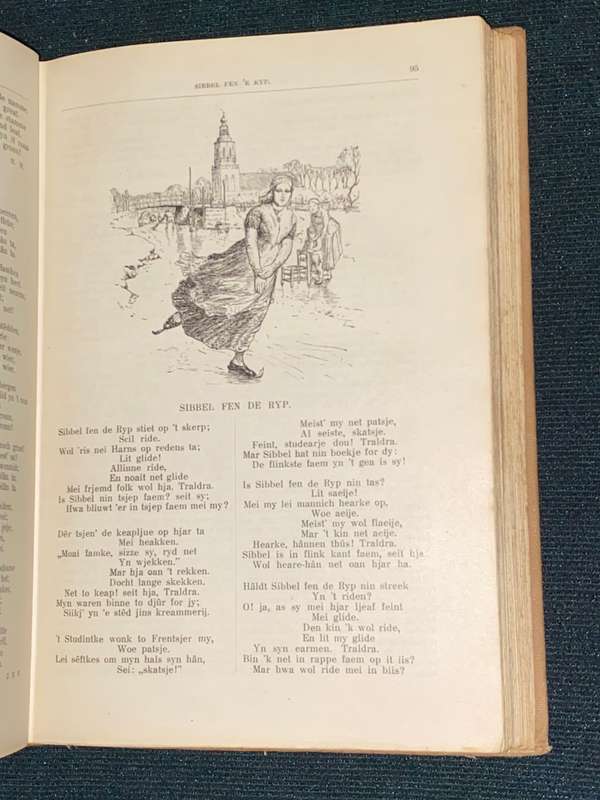 SIBBEL FEN 'E RYP.
95
SIBBEL FEN DE RYP.
Sibbel fen de Ryp stiet op 't skerp;
Scil ride.
Wol 'ris nei Harns op redens ta;
Lit glide!
Allinne ride,
En noait net glide
Mei frjemd folk wol hja. Traldra.
Is Sibbel nin tsjep faem? seit sy;
Hwa bliuwt 'er in tsjep faem mei my?
Dêr tsjen' de keapljue op hjar ta
Mei heakken.
„Moai famke, sizze sy, ryd net
Yn wjekken.”
Mar hja oan 't rekken.
Docht lange skekken.
Net to keap! seit hja, Traldra.
Myn waren binne to djûr for jy;
Siikj' yn 'e stêd jins kreammerij.
't Studintke wonk to Frentsjer my,
Woe patsje.
Lei sêftkes om myn hals syn hân,
Sei: „skatsje!”
Meist' my net patsje,
Al seiste, skatsje.
Feint, studearje dou! Traldra.
Mar Sibbel hat nin boekje for dy:
De flinkste faem yn 't gea is sy!
Is Sibbel fen de Ryp nin tas?
Lit saeije!
Mei my lei mannich hearke op,
Woe aeije.
Meist' my wol flaeije,
Mar 't kin net aeije.
Hearke, hânnen thús! Traldra.
Sibbel is in flink kant faem, seit hja
Wol heare-hân net oan hjar ha.
Hâldt Sibbel fen de Ryp nin streek
Yn 't riden?
O! ja, as sy mei hjar ljeaf feint
Mei glide.
Den kin 'k wol ride,
En lit my glide
Yn syn earmen. Traldra.
Bin 'k net in rappe faem op it iis?
Mar hwa wol ride mei in bliis?